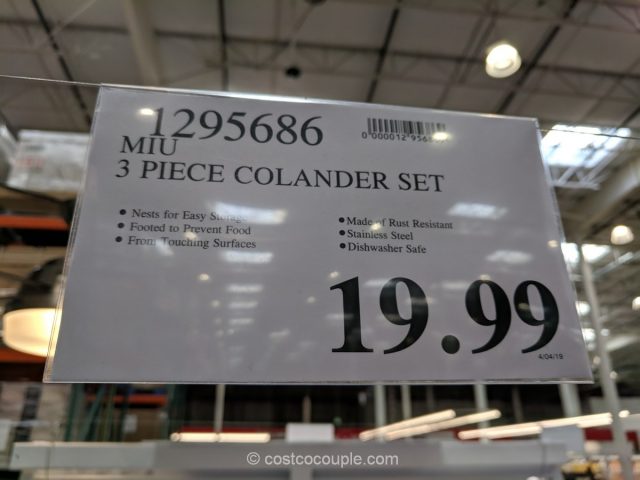 1295686
MIU
3 PIECE COLANDER SET
• Nests for Easy Storage
• Footed to Prevent Food
• From Touching Surfaces
• Made of Rust Resistant
• Stainless Steel
• Dishwasher Safe
19.99
4/04/19
© costcocouple.com